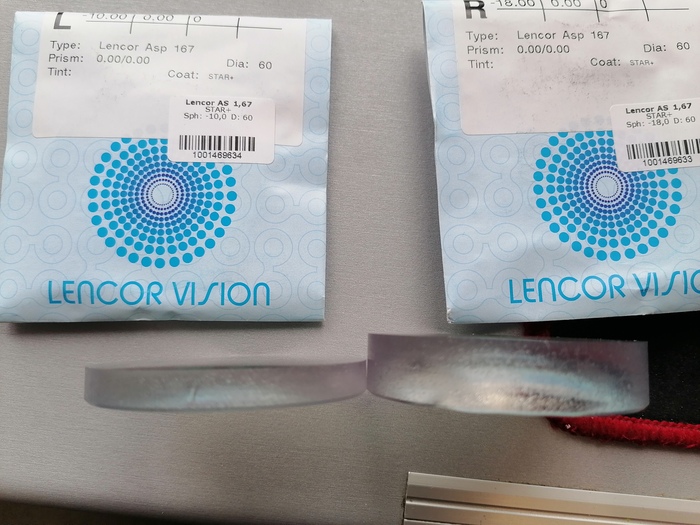 L -10.00 0.00 0
Type: Lencor Asp 167
Prism: 0.00/0.00 Dia: 60
Tint: Coat: STAR+
Lencor AS 1,67
STAR+
Sph: -10,0 D: 60
1001469634
LENCOR VISION
R -18.00 0.00 0
Type: Lencor Asp 167
Prism: 0.00/0.00 Dia: 60
Tint: Coat: STAR+
Lencor AS 1,67
STAR+
Sph: -18,0 D: 60
1001469633
LENCOR VISIO